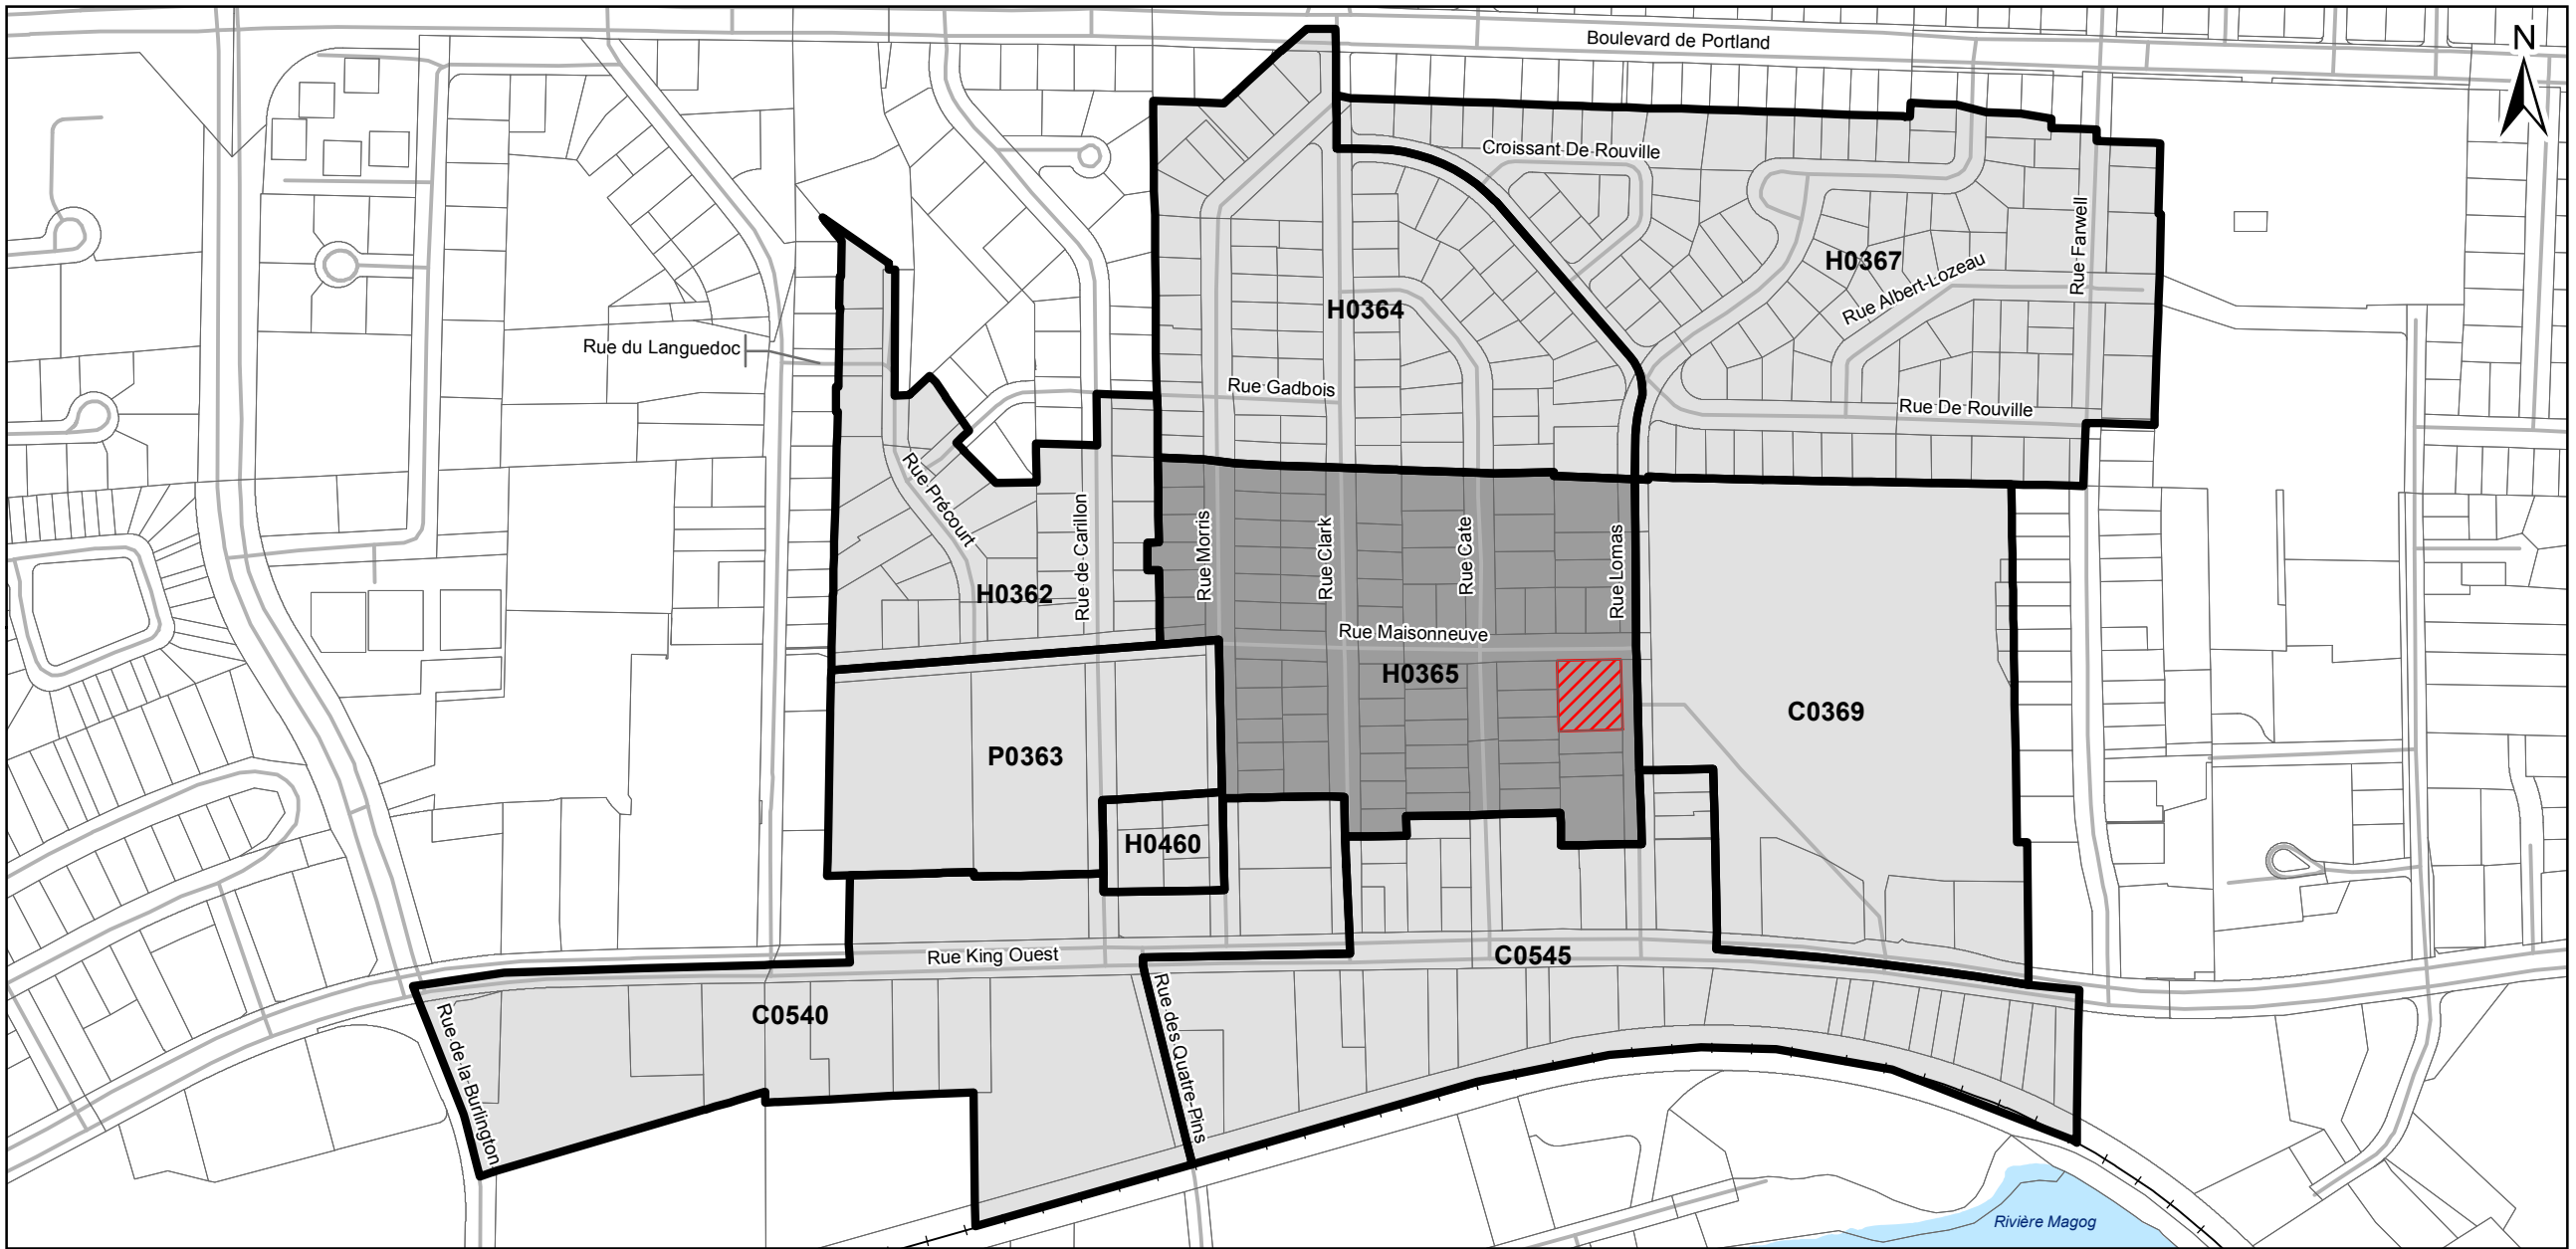 Boulevard de Portland
N
Croissant De Rouville
Rue Farwell
H0367
Rue Albert-Lozeau
H0364
Rue du Languedoc
Rue Gadbois
Rue De Rouville
Rue Précourt
Rue de Carillon
Rue Morris
Rue Clark
Rue Cate
Rue Lomas
H0362
Rue Maisonneuve
H0365
C0369
P0363
H0460
Rue King Ouest
C0545
C0540
Rue de la Burlington
Rue des Quatre-Pins
Rivière Magog